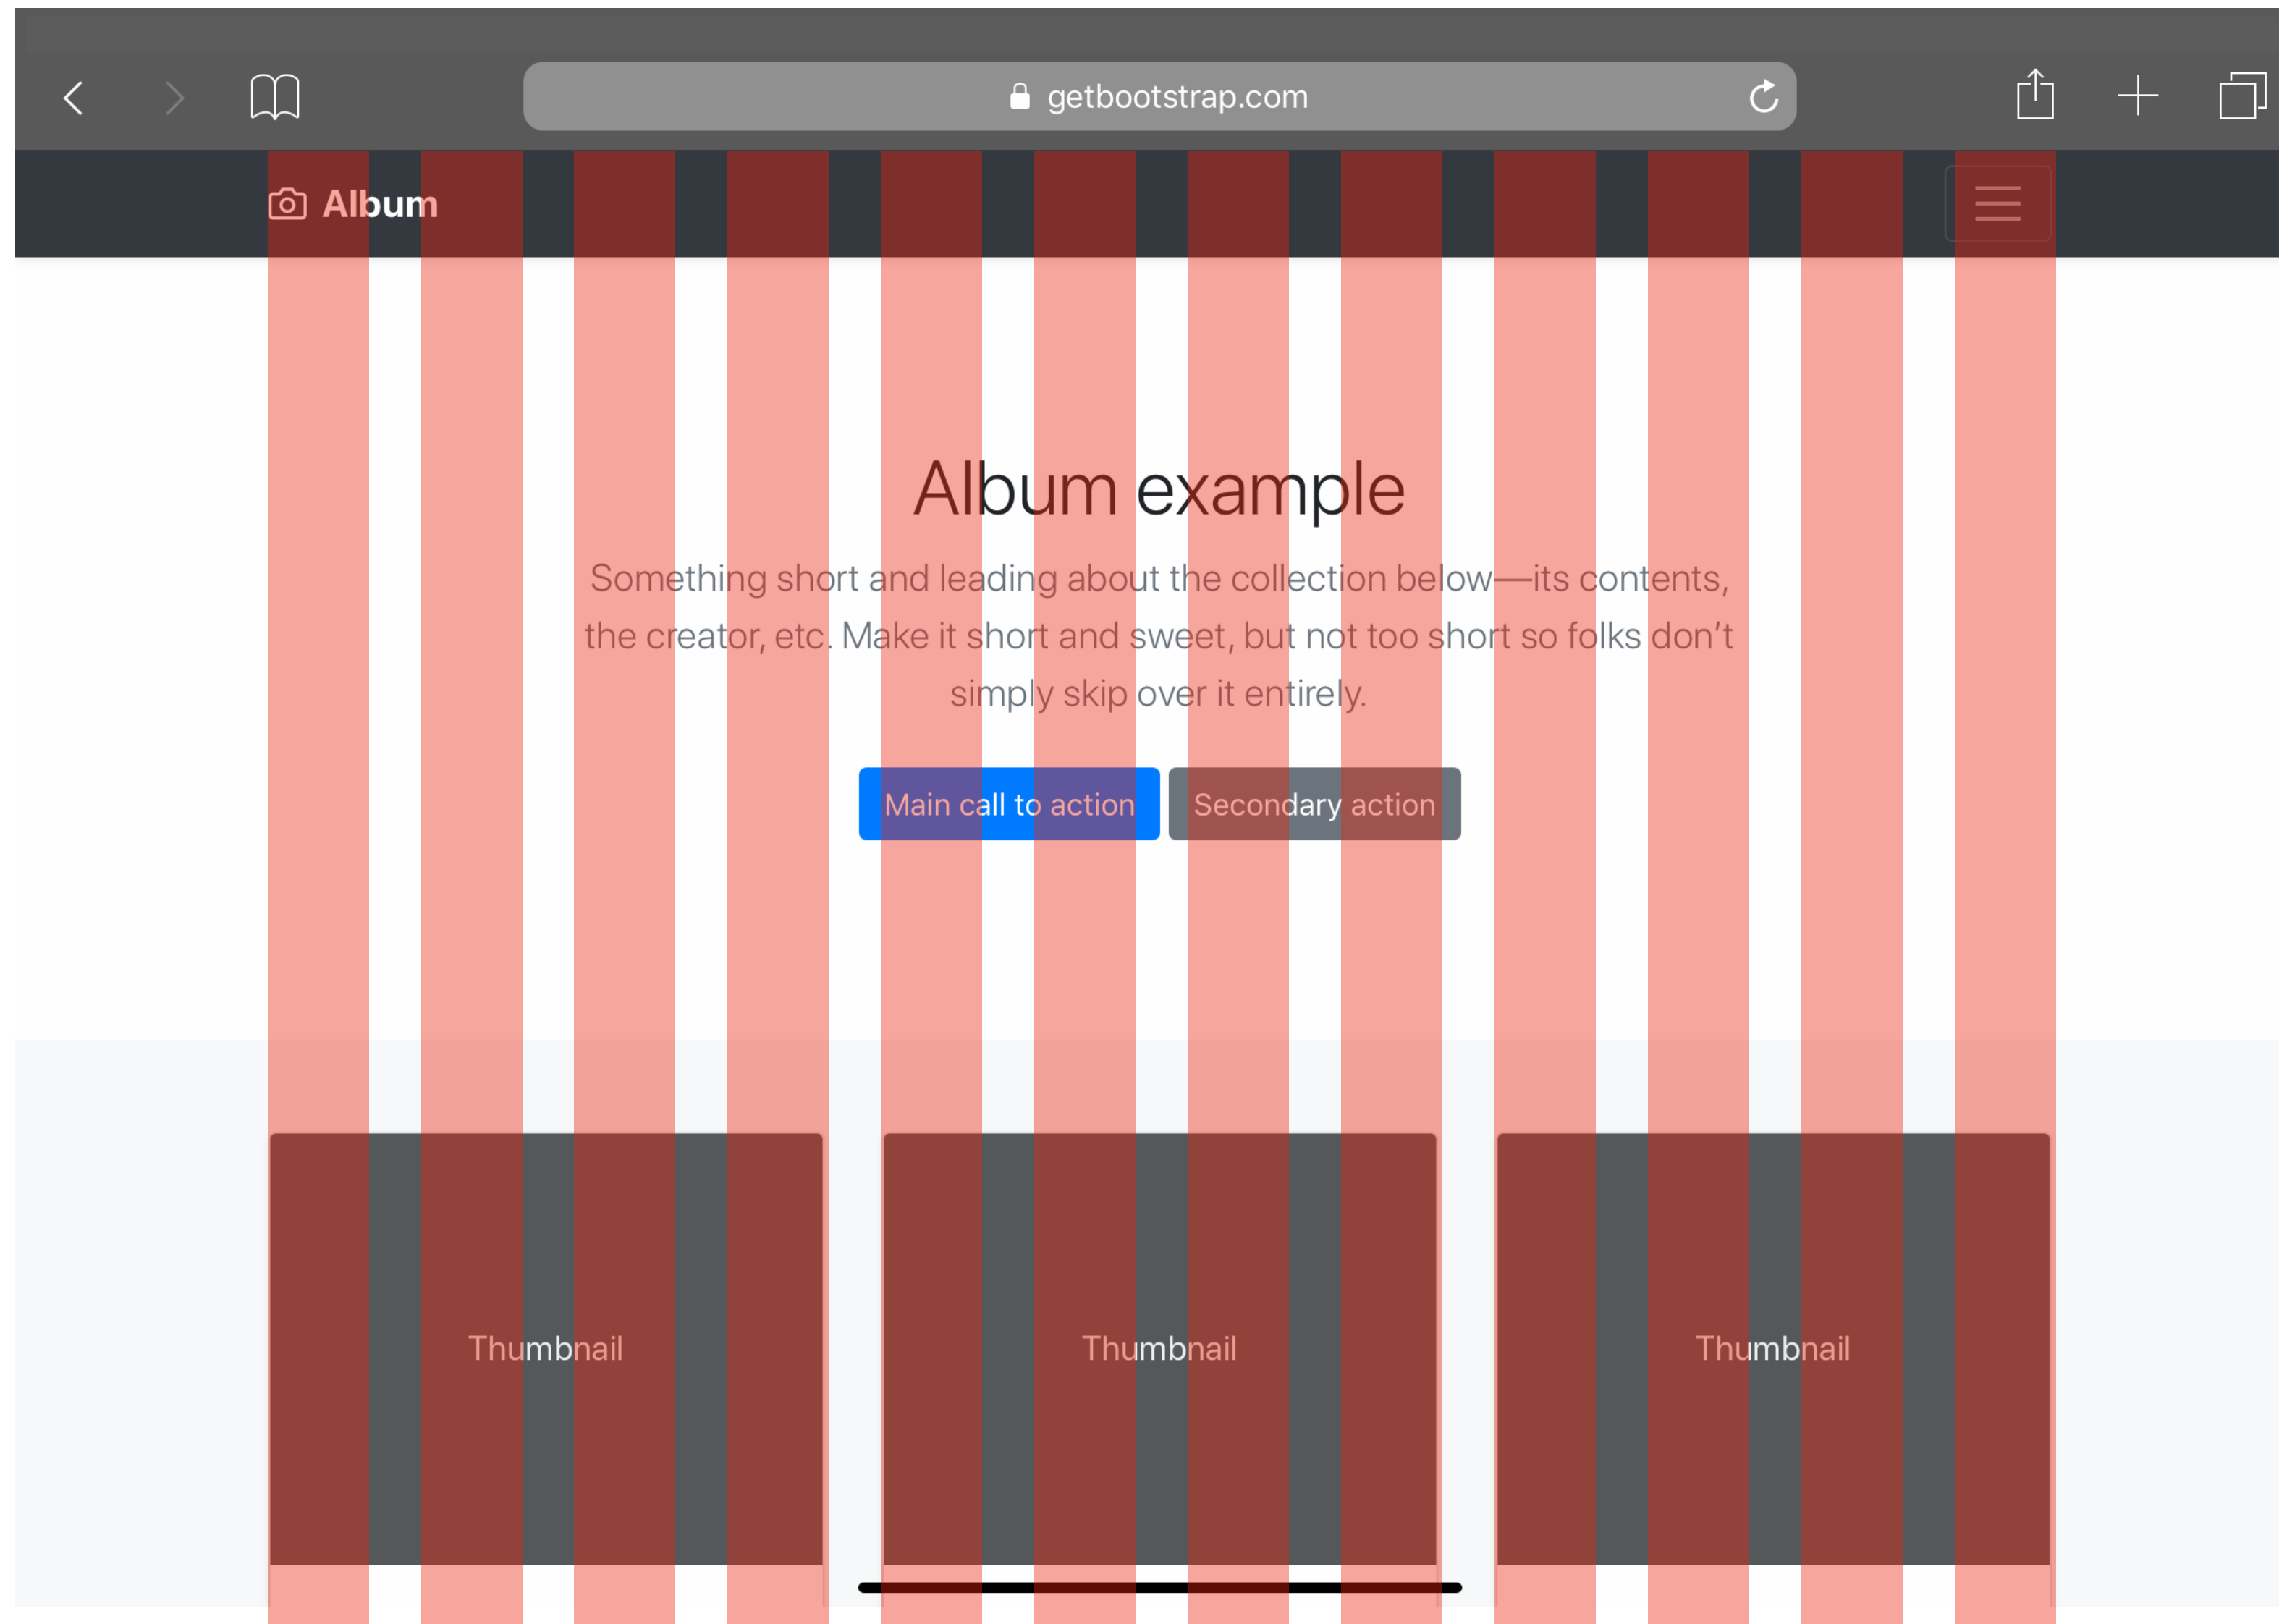 getbootstrap.com
Album
Album example
Something short and leading about the collection below—its contents,
the creator, etc. Make it short and sweet, but not too short so folks don’t
simply skip over it entirely.
Main call to action
Secondary action
Thumbnail
Thumbnail
Thumbnail